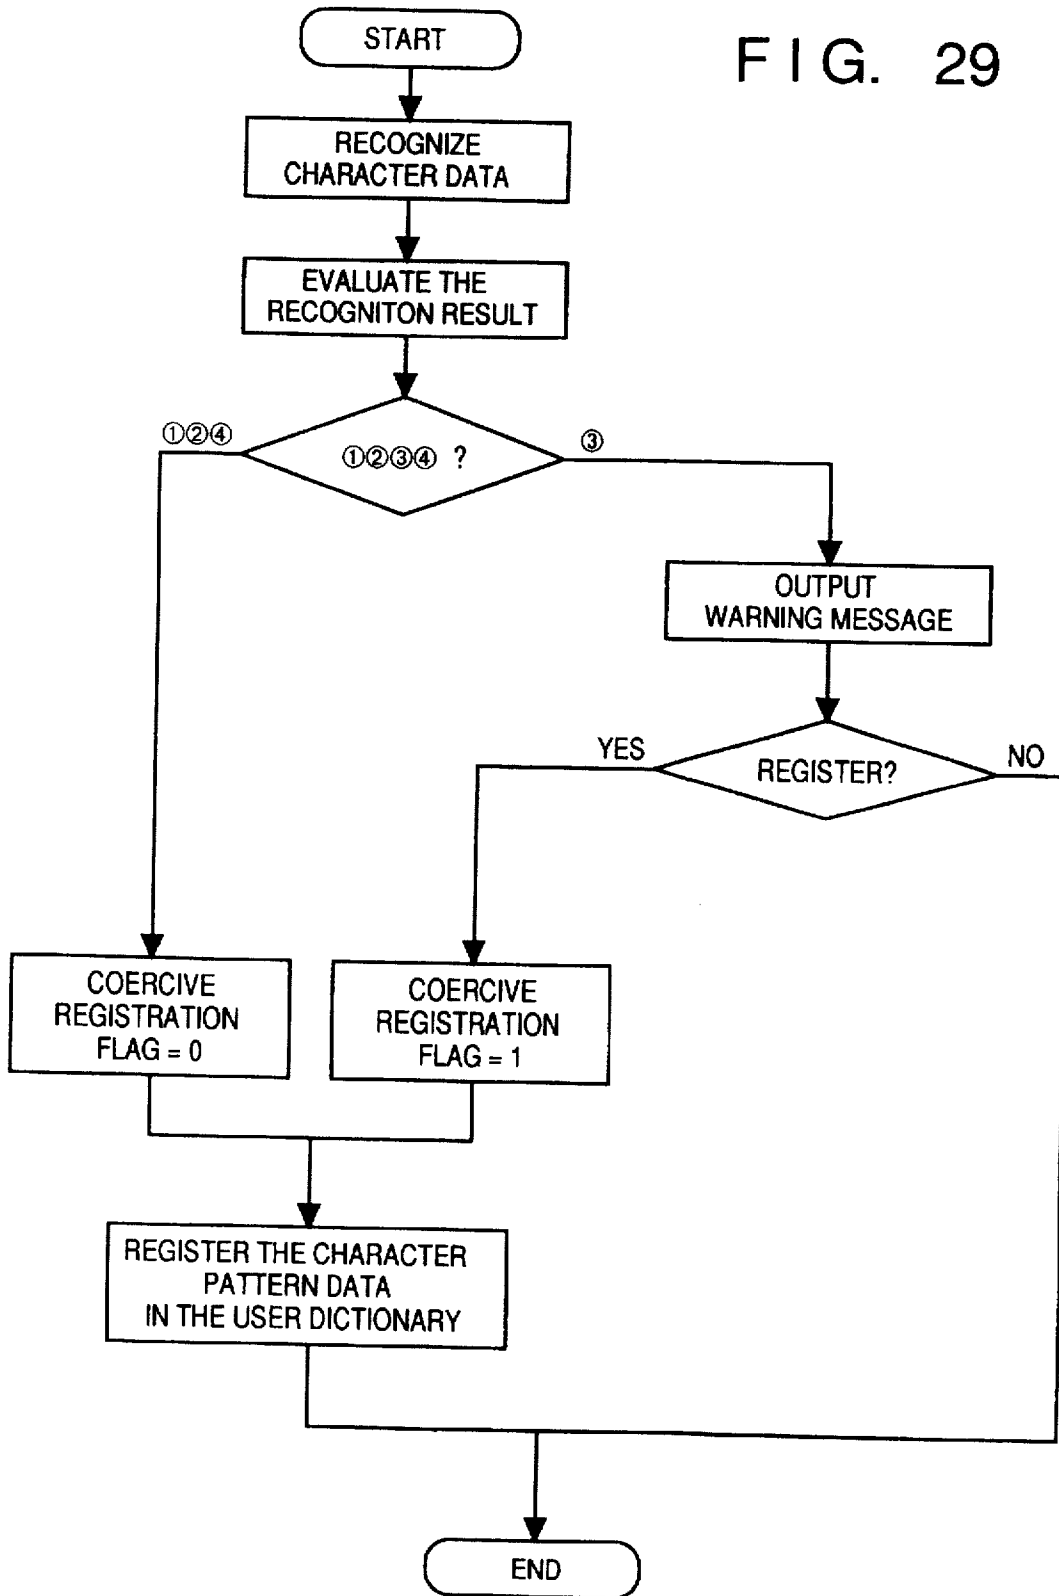 START
F I G. 29
RECOGNIZE
CHARACTER DATA
EVALUATE THE
RECOGNITON RESULT
①②④
①②③④ ?
③
OUTPUT
WARNING MESSAGE
YES
REGISTER?
NO
COERCIVE
REGISTRATION
FLAG = 0
COERCIVE
REGISTRATION
FLAG = 1
REGISTER THE CHARACTER
PATTERN DATA
IN THE USER DICTIONARY
END